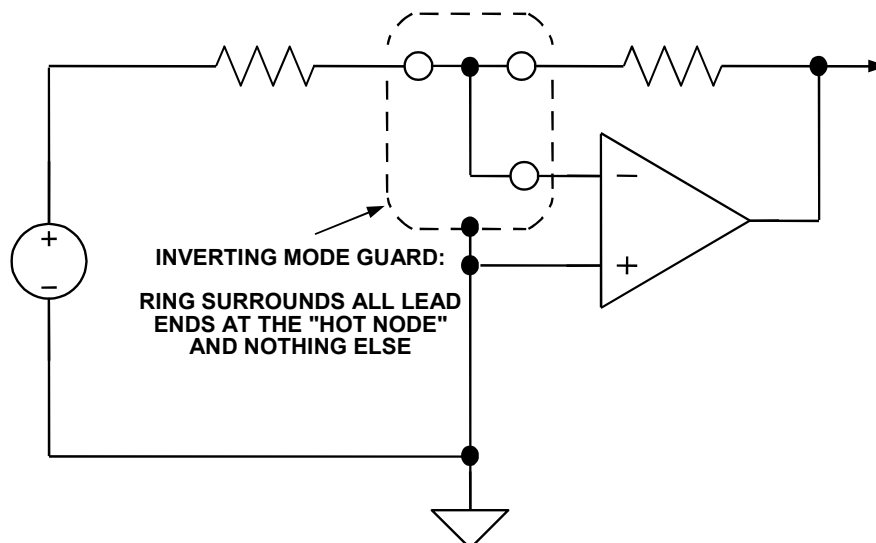 +
−
−
+
INVERTING MODE GUARD:
RING SURROUNDS ALL LEAD
ENDS AT THE "HOT NODE"
AND NOTHING ELSE